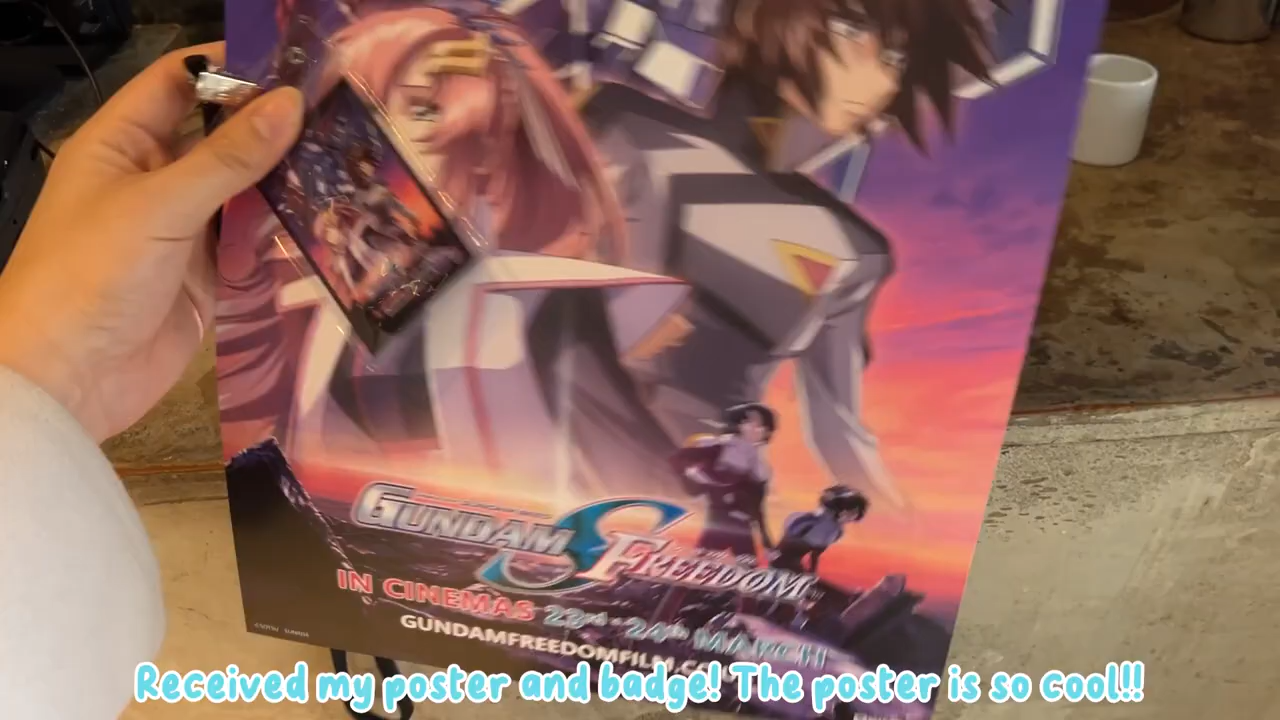 GUNDAM SEED FREEDOM
IN CINEMAS 23rd - 24th MARCH
GUNDAMFREEDOMFILM.CO
Received my poster and badge! The poster is so cool!!